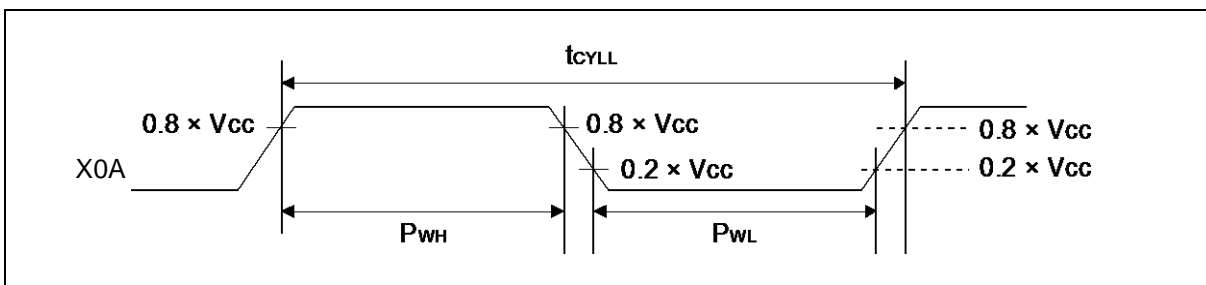 tCYLL
0.8 × Vcc
0.8 × Vcc
0.8 × Vcc
X0A
0.2 × Vcc
0.2 × Vcc
PWH
PWL